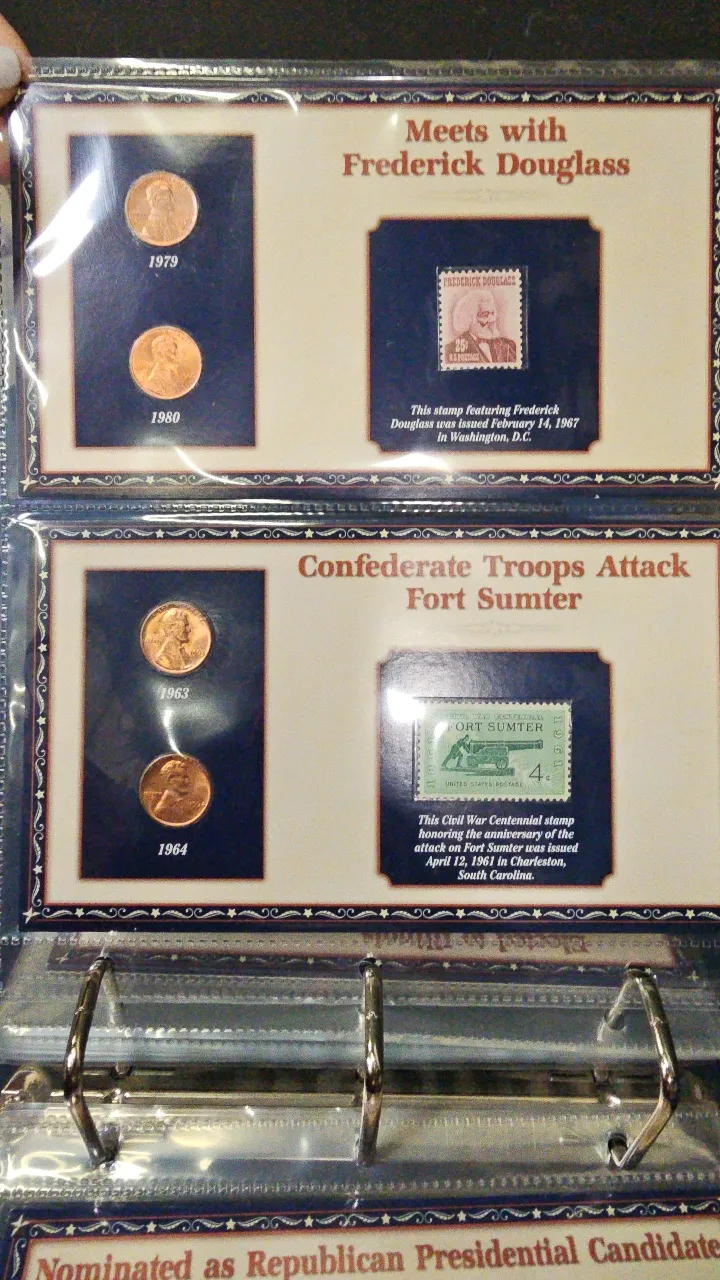 Meets with
Frederick Douglass
1979
1980
FREDERICK DOUGLASS
25¢
U.S. POSTAGE
This stamp featuring Frederick
Douglass was issued February 14, 1967
in Washington, D.C.
Confederate Troops Attack
Fort Sumter
1963
1964
CIVIL WAR CENTENNIAL
FORT SUMTER
1961
4c
UNITED STATES POSTAGE
This Civil War Centennial stamp
honoring the anniversary of the
attack on Fort Sumter was issued
April 12, 1961 in Charleston,
South Carolina.
Nominated as Republican Presidential Candidate